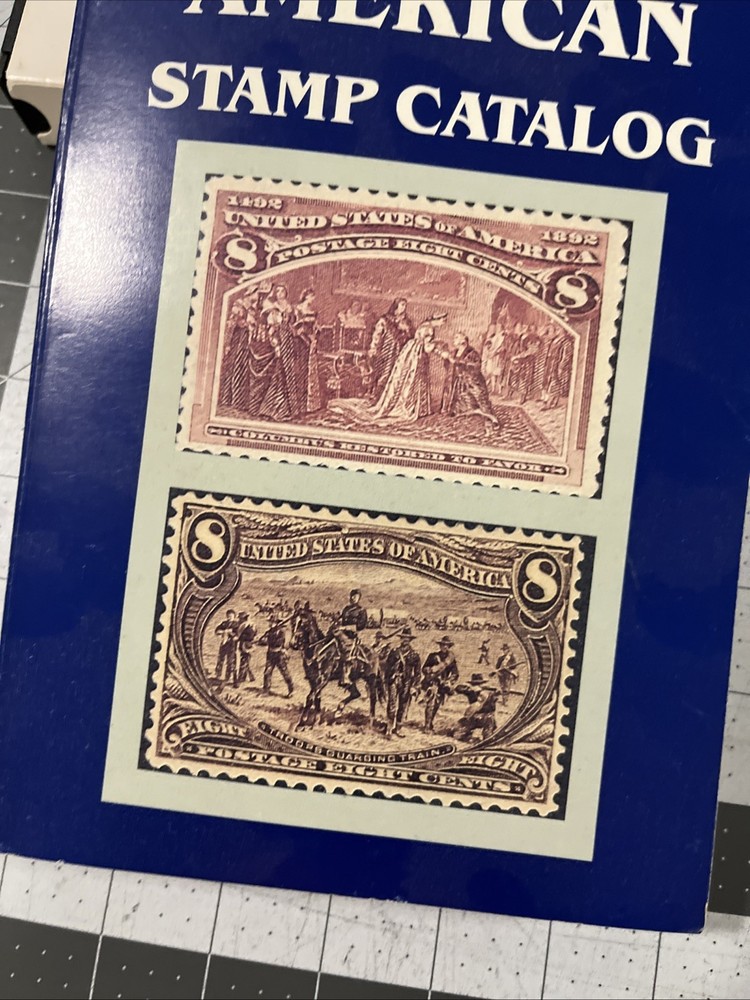 AMERICAN
STAMP CATALOG
1492
1892
UNITED STATES OF AMERICA
8
POSTAGE EIGHT CENTS
8
COLUMBUS RESTORED TO FAVOR
8
UNITED STATES OF AMERICA
8
EIGHT
TROOPS GUARDING TRAIN.
EIGHT
POSTAGE EIGHT CENTS